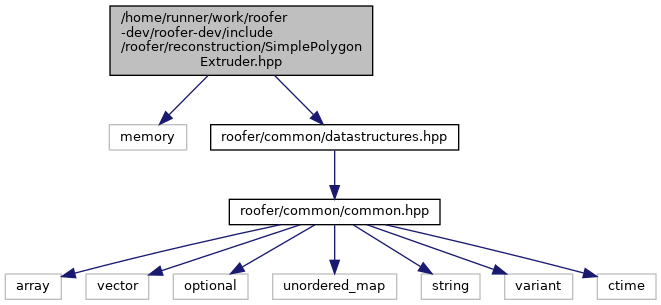 /home/runner/work/roofer
-dev/roofer-dev/include
/roofer/reconstruction/SimplePolygon
Extruder.hpp
memory
roofer/common/datastructures.hpp
roofer/common/common.hpp
array
vector
optional
unordered_map
string
variant
ctime